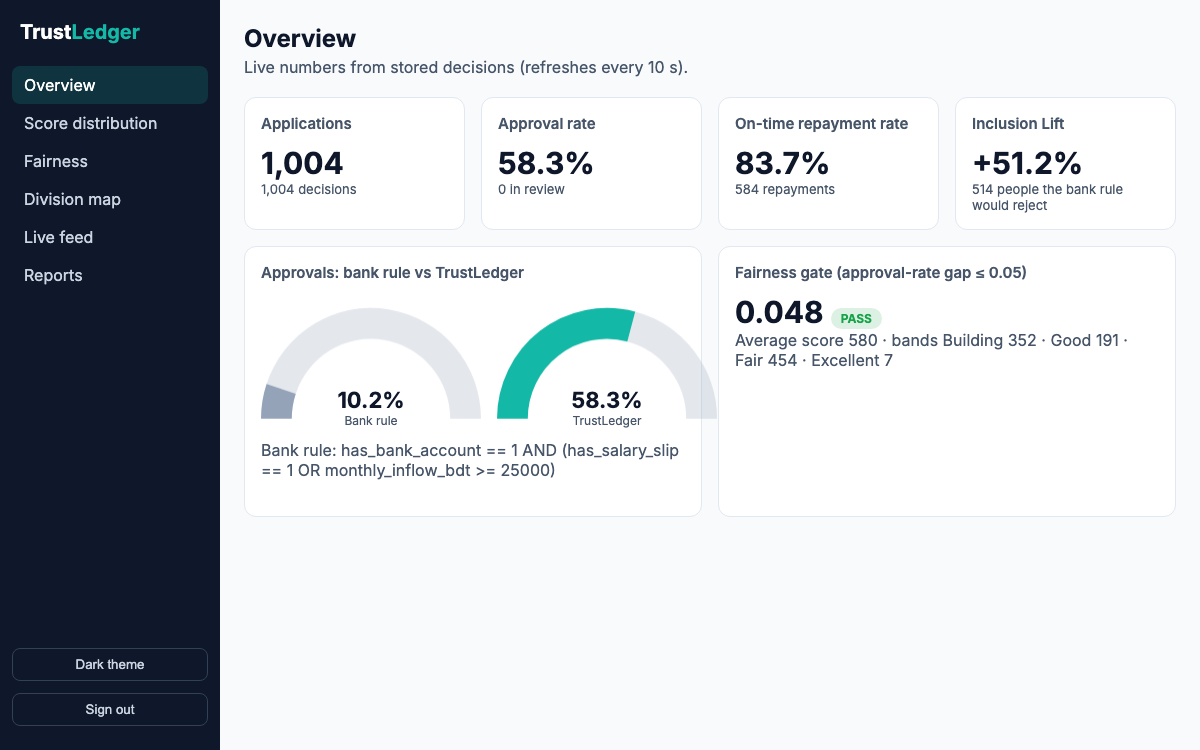 TrustLedger
Overview
Score distribution
Fairness
Division map
Live feed
Reports
Dark theme
Sign out
Overview
Live numbers from stored decisions (refreshes every 10 s).
Applications
1,004
1,004 decisions
Approval rate
58.3%
0 in review
On-time repayment rate
83.7%
584 repayments
Inclusion Lift
+51.2%
514 people the bank rule
would reject
Approvals: bank rule vs TrustLedger
10.2%
Bank rule
58.3%
TrustLedger
Bank rule: has_bank_account == 1 AND (has_salary_slip
== 1 OR monthly_inflow_bdt >= 25000)
Fairness gate (approval-rate gap ≤ 0.05)
0.048 PASS
Average score 580 · bands Building 352 · Good 191 ·
Fair 454 · Excellent 7